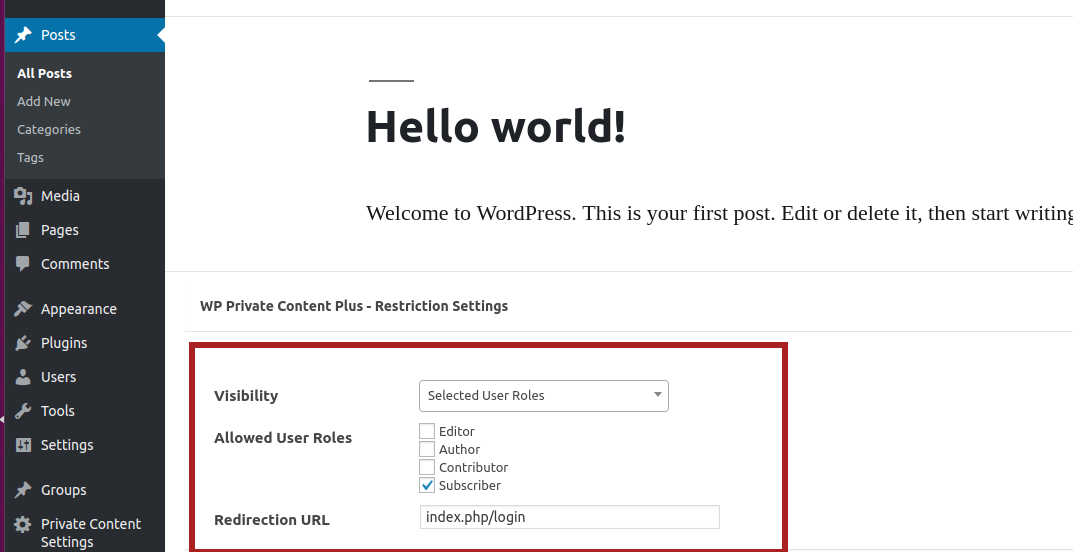 Posts
All Posts
Add New
Categories
Tags
Media
Pages
Comments
Appearance
Plugins
Users
Tools
Settings
Groups
Private Content
Settings
Hello world!
Welcome to WordPress. This is your first post. Edit or delete it, then start writing
WP Private Content Plus - Restriction Settings
Visibility
Selected User Roles
Allowed User Roles
Editor
Author
Contributor
Subscriber
Redirection URL
index.php/login